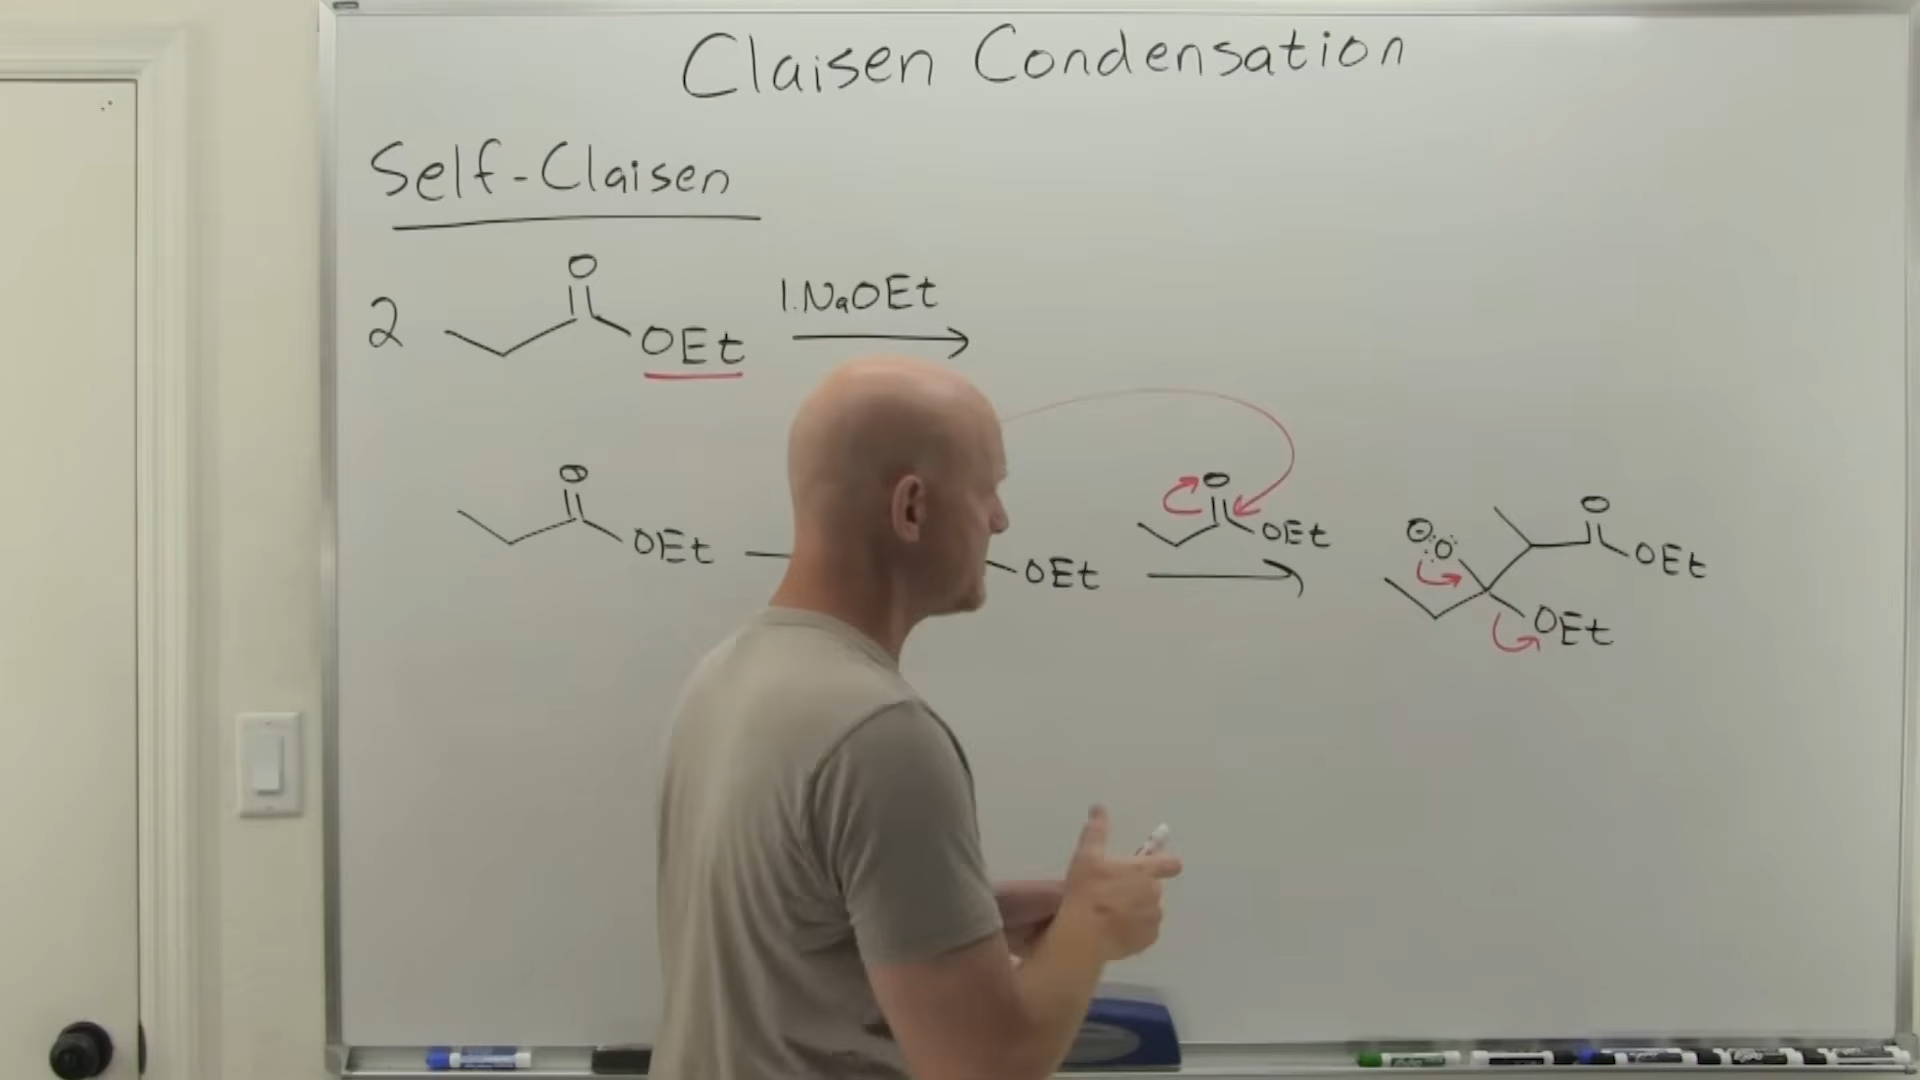 Claisen Condensation
Self-Claisen
O
2 OEt 1. NaOEt
O OEt
OEt
O OEt
⊖ :O: O OEt
OEt